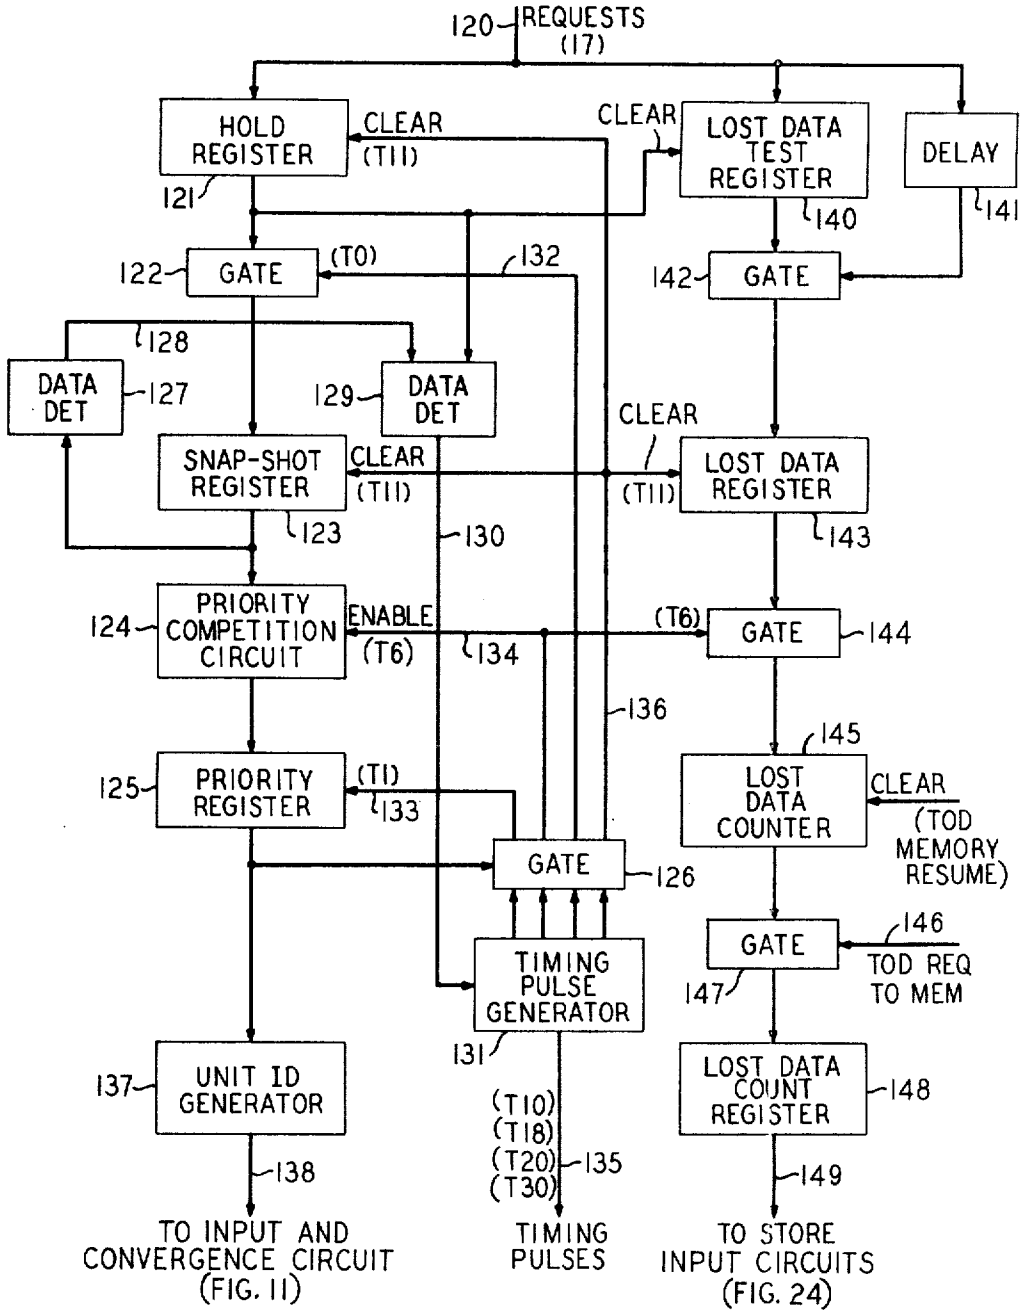 120
REQUESTS
(17)
HOLD
REGISTER
121
CLEAR
(T11)
CLEAR
LOST DATA
TEST
REGISTER
140
DELAY
141
122
GATE
(T0)
132
142
GATE
128
DATA
DET
127
129
DATA
DET
SNAP-SHOT
REGISTER
123
CLEAR
(T11)
CLEAR
(T11)
LOST DATA
REGISTER
143
130
124
PRIORITY
COMPETITION
CIRCUIT
ENABLE
(T6)
134
(T6)
GATE
144
136
125
PRIORITY
REGISTER
(T1)
133
145
LOST
DATA
COUNTER
CLEAR
(TOD
MEMORY
RESUME)
GATE
126
GATE
147
146
TOD REQ
TO MEM
TIMING
PULSE
GENERATOR
131
137
UNIT ID
GENERATOR
LOST DATA
COUNT
REGISTER
148
(T10)
(T18)
(T20)
(T30)
135
138
149
TO INPUT AND
CONVERGENCE CIRCUIT
(FIG. 11)
TIMING
PULSES
TO STORE
INPUT CIRCUITS
(FIG. 24)